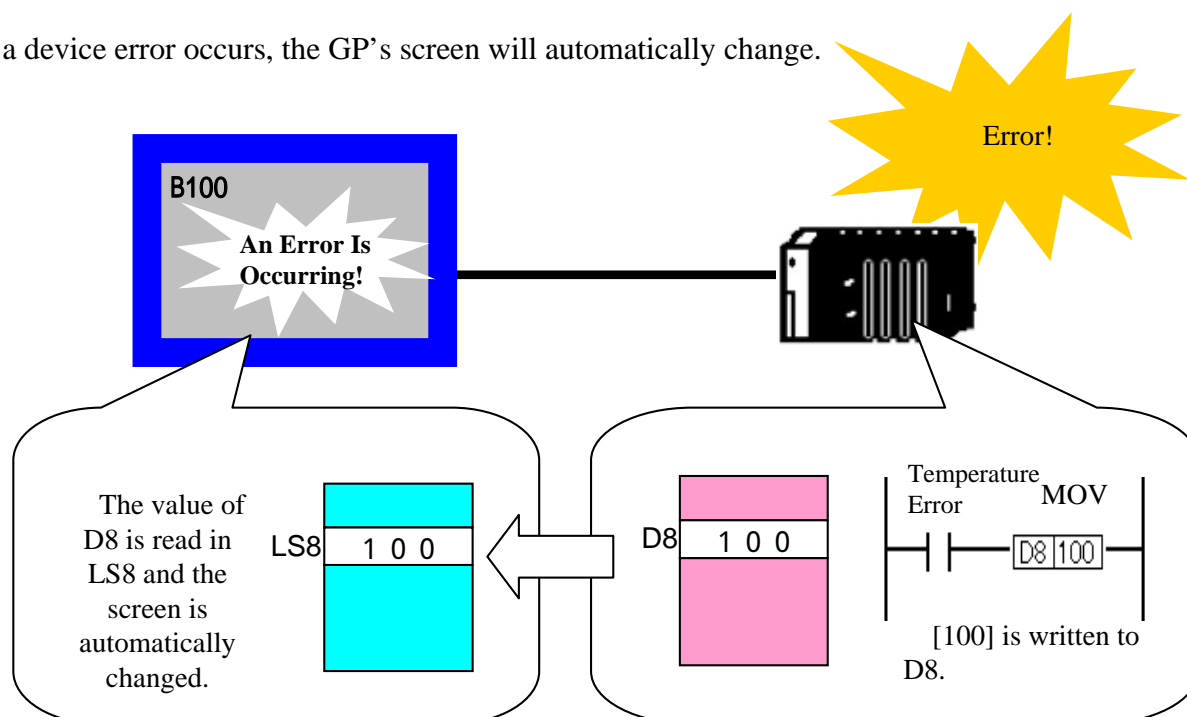 a device error occurs, the GP’s screen will automatically change.
Error!
B100
An Error Is
Occurring!
The value of
D8 is read in
LS8 and the
screen is
automatically
changed.
LS8
1 0 0
D8
1 0 0
Temperature
Error
MOV
D8 100
[100] is written to
D8.